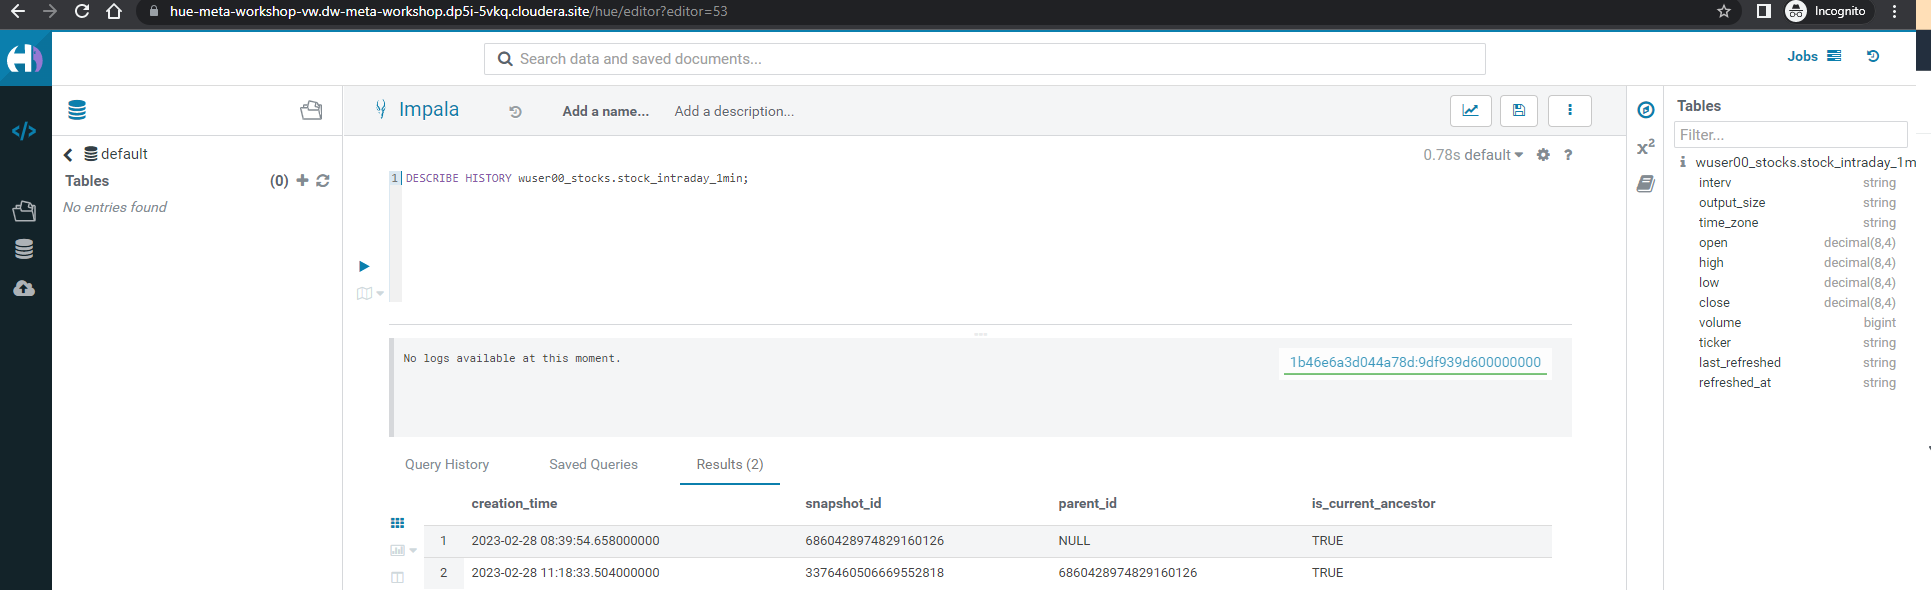 hue-meta-workshop-vw.dw-meta-workshop.dp5i-5vkq.cloudera.site/hue/editor?editor=53
Incognito
Search data and saved documents...
Jobs
Impala
Add a name...
Add a description...
default
Tables (0)
No entries found
0.78s default
?
1 DESCRIBE HISTORY wuser00_stocks.stock_intraday_1min;
No logs available at this moment.
1b46e6a3d044a78d:9df939d600000000
Query History Saved Queries Results (2)
creation_time snapshot_id parent_id is_current_ancestor
1 2023-02-28 08:39:54.658000000 6860428974829160126 NULL TRUE
2 2023-02-28 11:18:33.504000000 3376460506669552818 6860428974829160126 TRUE
x2
Tables
Filter...
wuser00_stocks.stock_intraday_1m
interv string
output_size string
time_zone string
open decimal(8,4)
high decimal(8,4)
low decimal(8,4)
close decimal(8,4)
volume bigint
ticker string
last_refreshed string
refreshed_at string